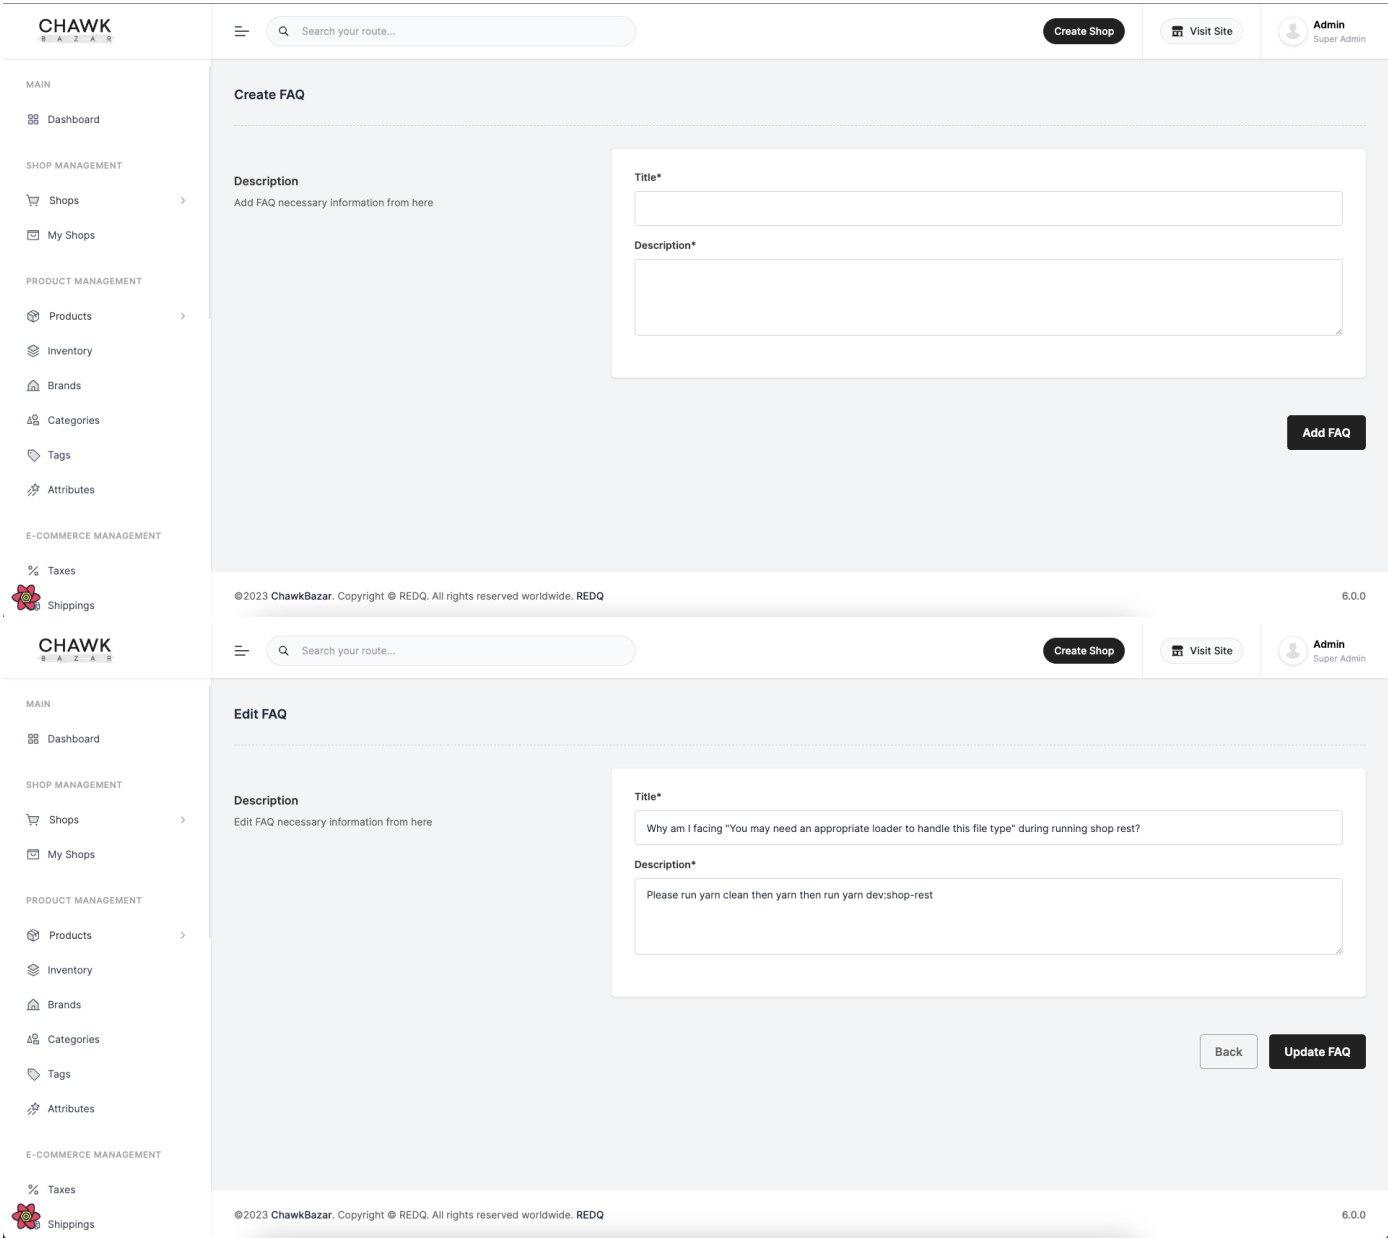 CHAWK
BAZAR
Search your route...
Create Shop
Visit Site
Admin
Super Admin
MAIN
Dashboard
SHOP MANAGEMENT
Shops
My Shops
PRODUCT MANAGEMENT
Products
Inventory
Brands
Categories
Tags
Attributes
E-COMMERCE MANAGEMENT
Taxes
Shippings
Create FAQ
Description
Add FAQ necessary information from here
Title*
Description*
Add FAQ
©2023 ChawkBazar. Copyright © REDQ. All rights reserved worldwide. REDQ
6.0.0
CHAWK
BAZAR
Search your route...
Create Shop
Visit Site
Admin
Super Admin
MAIN
Dashboard
SHOP MANAGEMENT
Shops
My Shops
PRODUCT MANAGEMENT
Products
Inventory
Brands
Categories
Tags
Attributes
E-COMMERCE MANAGEMENT
Taxes
Shippings
Edit FAQ
Description
Edit FAQ necessary information from here
Title*
Why am I facing "You may need an appropriate loader to handle this file type" during running shop rest?
Description*
Please run yarn clean then yarn then run yarn dev:shop-rest
Back
Update FAQ
©2023 ChawkBazar. Copyright © REDQ. All rights reserved worldwide. REDQ
6.0.0